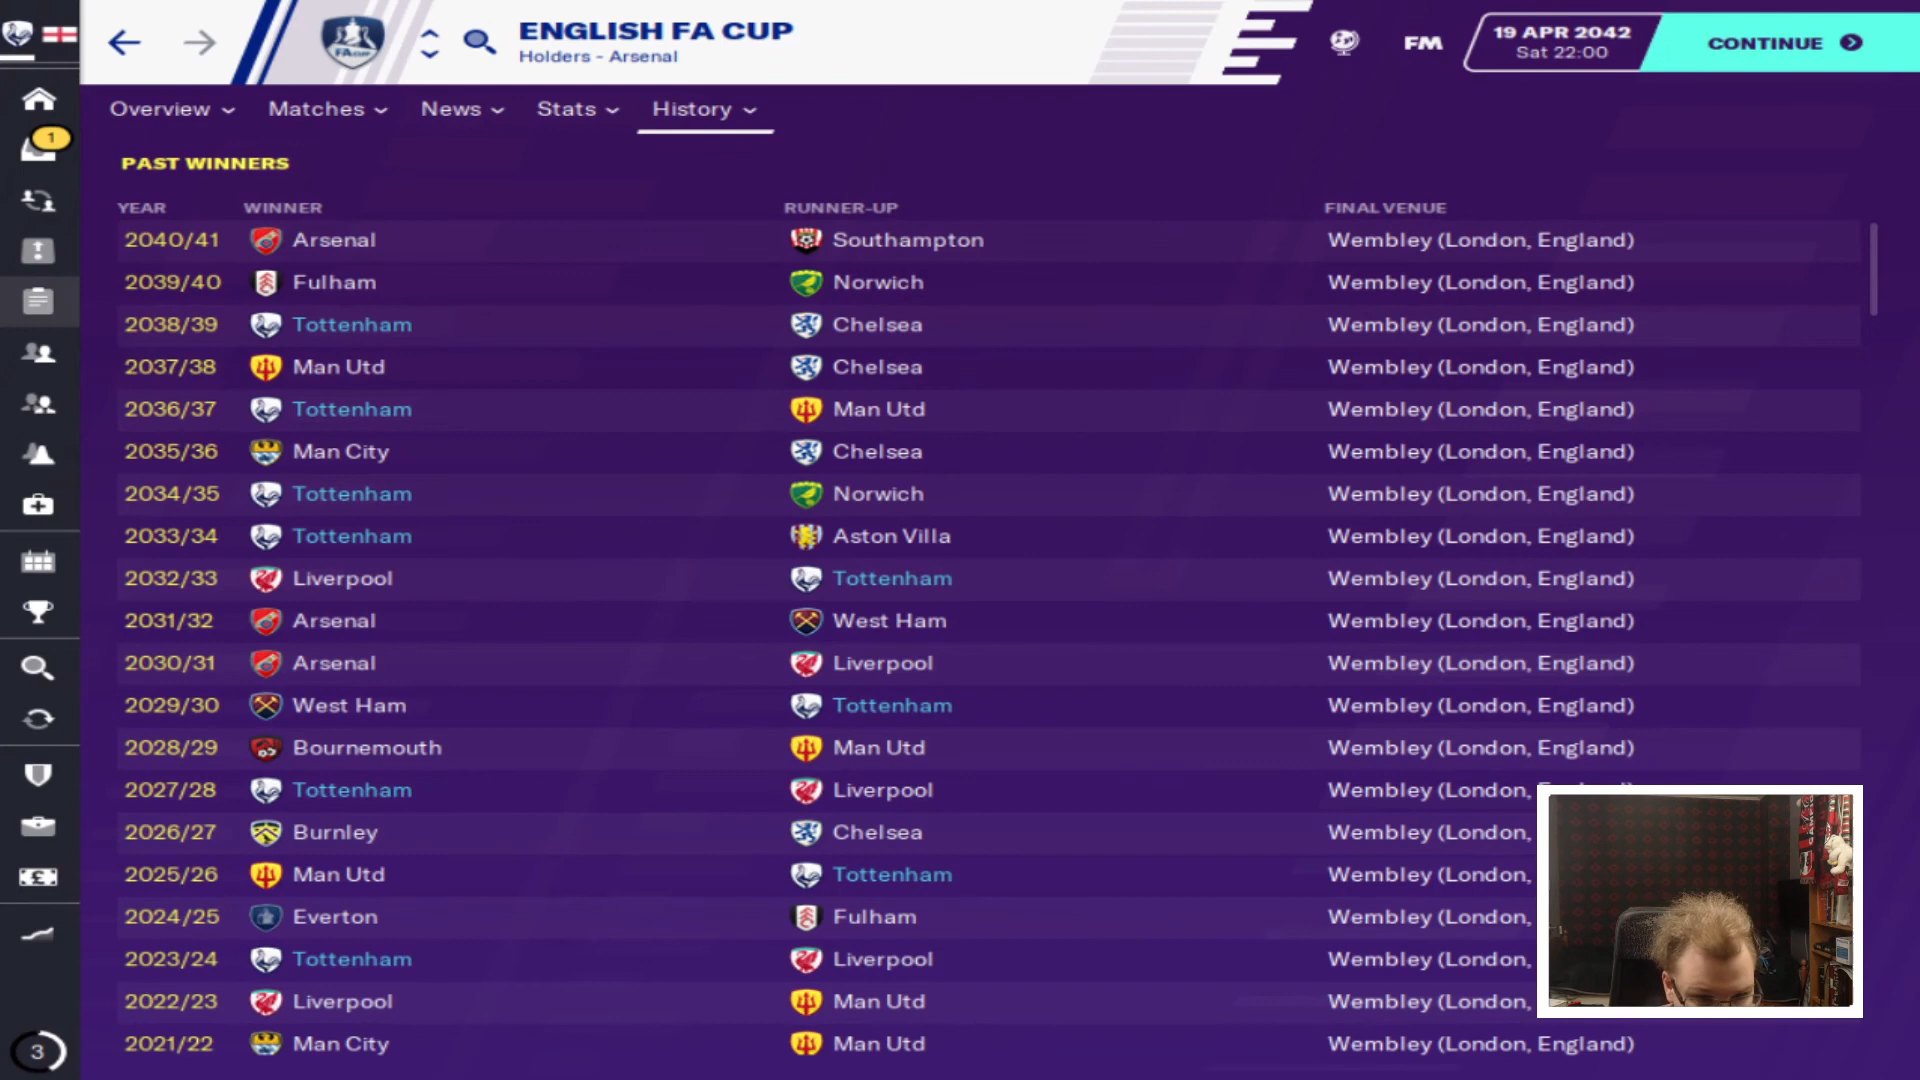 ENGLISH FA CUP
Holders - Arsenal
FA CUP
FM
19 APR 2042
Sat 22:00
CONTINUE
1
Overview
Matches
News
Stats
History
PAST WINNERS
YEAR WINNER RUNNER-UP FINAL VENUE
2040/41 Arsenal Southampton Wembley (London, England)
2039/40 Fulham Norwich Wembley (London, England)
2038/39 Tottenham Chelsea Wembley (London, England)
2037/38 Man Utd Chelsea Wembley (London, England)
2036/37 Tottenham Man Utd Wembley (London, England)
2035/36 Man City Chelsea Wembley (London, England)
2034/35 Tottenham Norwich Wembley (London, England)
2033/34 Tottenham Aston Villa Wembley (London, England)
2032/33 Liverpool Tottenham Wembley (London, England)
2031/32 Arsenal West Ham Wembley (London, England)
2030/31 Arsenal Liverpool Wembley (London, England)
2029/30 West Ham Tottenham Wembley (London, England)
2028/29 Bournemouth Man Utd Wembley (London, England)
2027/28 Tottenham Liverpool Wembley (London,
2026/27 Burnley Chelsea Wembley (London,
2025/26 Man Utd Tottenham Wembley (London,
2024/25 Everton Fulham Wembley (London,
2023/24 Tottenham Liverpool Wembley (London,
2022/23 Liverpool Man Utd Wembley (London,
2021/22 Man City Man Utd Wembley (London, England)
3